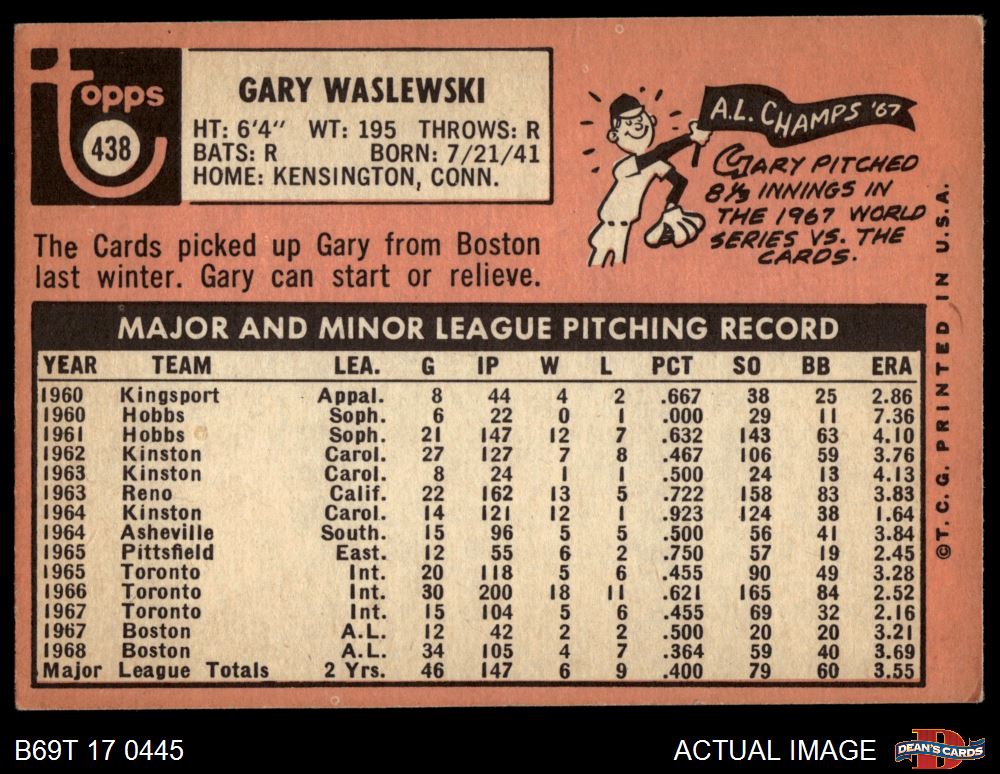 Topps
438
GARY WASLEWSKI
HT: 6'4" WT: 195 THROWS: R
BATS: R BORN: 7/21/41
HOME: KENSINGTON, CONN.
The Cards picked up Gary from Boston
last winter. Gary can start or relieve.
A.L. CHAMPS '67
GARY PITCHED
8⅓ INNINGS IN
THE 1967 WORLD
SERIES VS. THE
CARDS.
MAJOR AND MINOR LEAGUE PITCHING RECORD
YEAR TEAM LEA. G IP W L PCT SO BB ERA
1960 Kingsport Appal. 8 44 4 2 .667 38 25 2.86
1960 Hobbs Soph. 6 22 0 1 .000 29 11 7.36
1961 Hobbs Soph. 21 147 12 7 .632 143 63 4.10
1962 Kinston Carol. 27 127 7 8 .467 106 59 3.76
1963 Kinston Carol. 8 24 1 1 .500 24 13 4.13
1963 Reno Calif. 22 162 13 5 .722 158 83 3.83
1964 Kinston Carol. 14 121 12 1 .923 124 38 1.64
1964 Asheville South. 15 96 5 5 .500 56 41 3.84
1965 Pittsfield East. 12 55 6 2 .750 57 19 2.45
1965 Toronto Int. 20 118 5 6 .455 90 49 3.28
1966 Toronto Int. 30 200 18 11 .621 165 84 2.52
1967 Toronto Int. 15 104 5 6 .455 69 32 2.16
1967 Boston A.L. 12 42 2 2 .500 20 20 3.21
1968 Boston A.L. 34 105 4 7 .364 59 40 3.69
Major League Totals 2 Yrs. 46 147 6 9 .400 79 60 3.55
©T. C. G. PRINTED IN U.S.A.
B69T 17 0445
ACTUAL IMAGE
D
DEAN'S CARDS